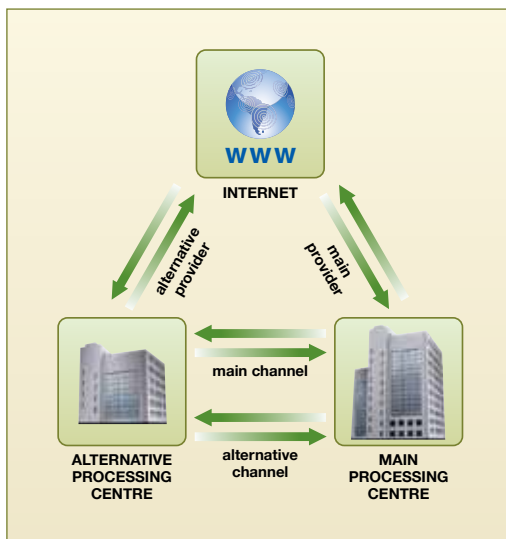 WWW
INTERNET
alternative
provider
main
provider
main channel
alternative
channel
ALTERNATIVE
PROCESSING
CENTRE
MAIN
PROCESSING
CENTRE